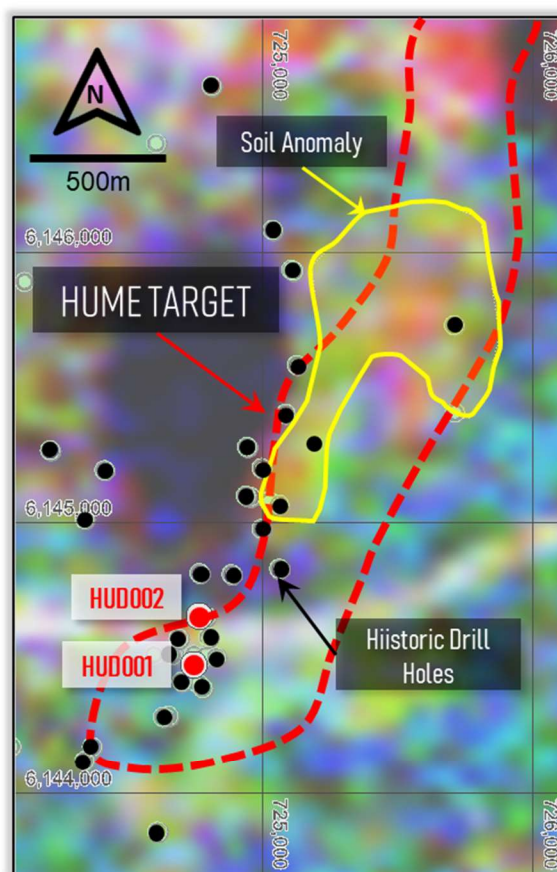 725,000
726,000
N
500m
Soil Anomaly
6,146,000
HUME TARGET
6,145,000
HUD002
HUD001
Hiistoric Drill
Holes
6,144,000
725,000
726,000